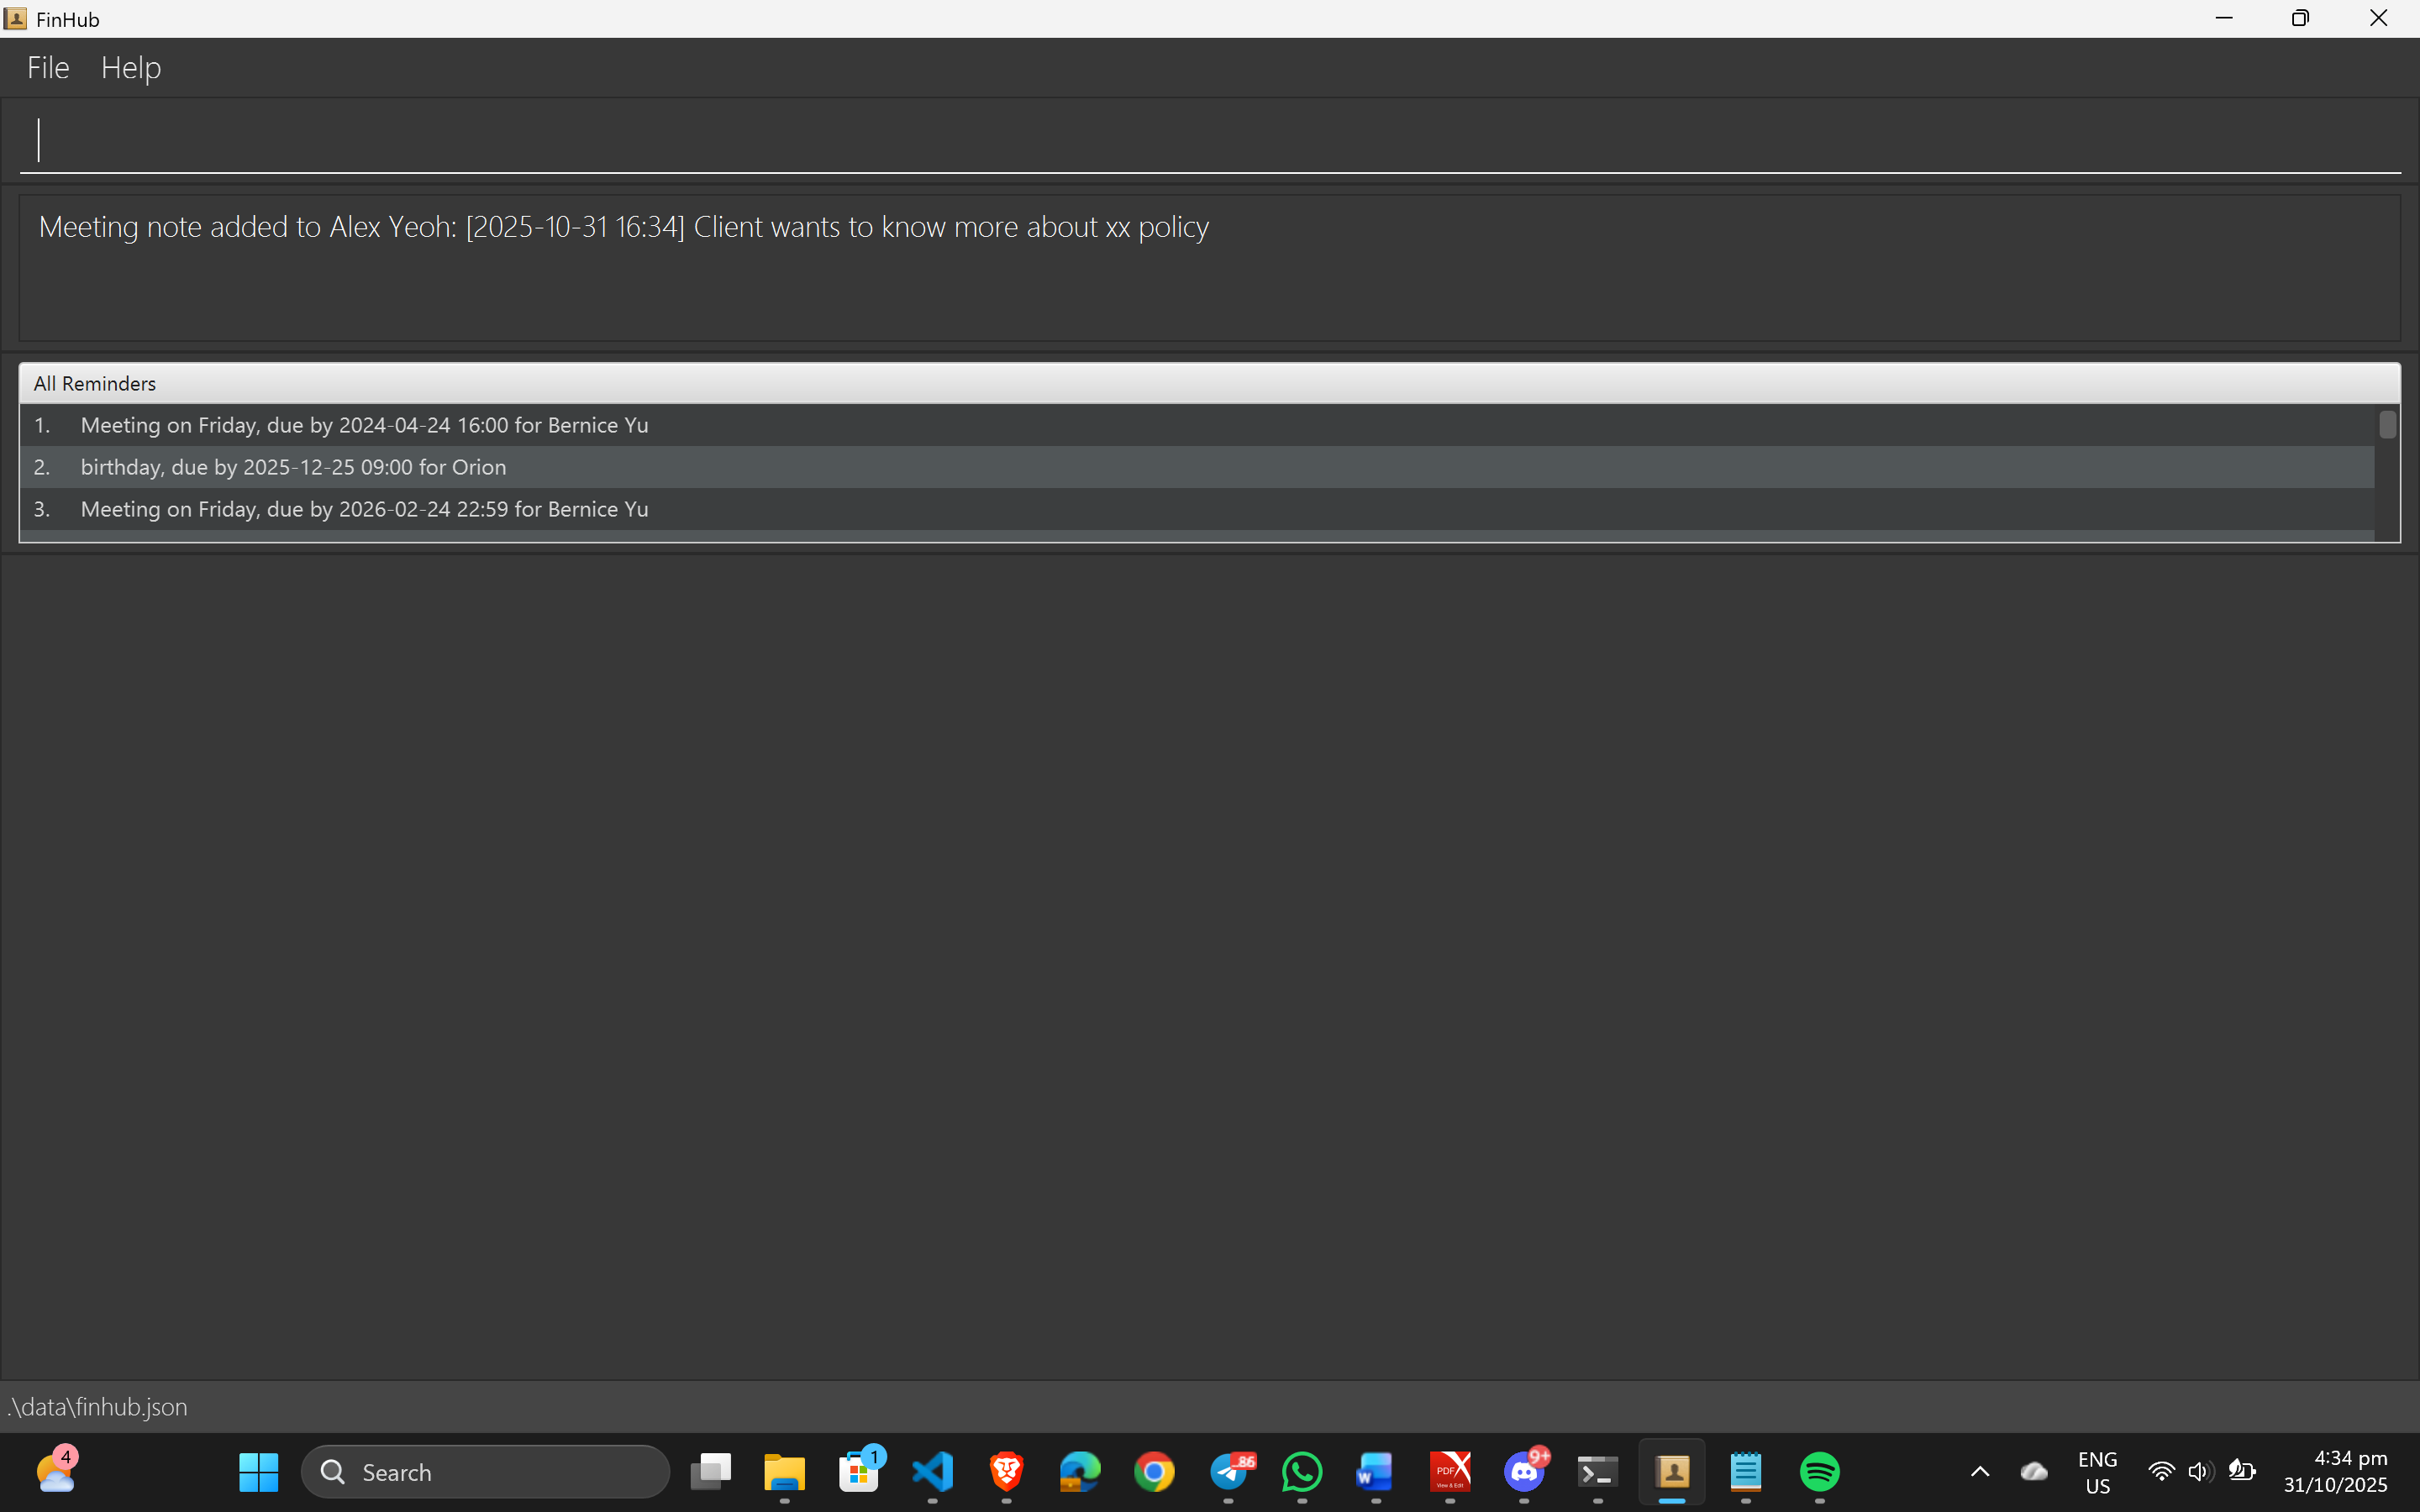 FinHub
File Help
Meeting note added to Alex Yeoh: [2025-10-31 16:34] Client wants to know more about xx policy
All Reminders
1. Meeting on Friday, due by 2024-04-24 16:00 for Bernice Yu
2. birthday, due by 2025-12-25 09:00 for Orion
3. Meeting on Friday, due by 2026-02-24 22:59 for Bernice Yu
.\data\finhub.json
4
Search
1
86
W
PDF
View & Edit
9+
ENG
US
4:34 pm
31/10/2025